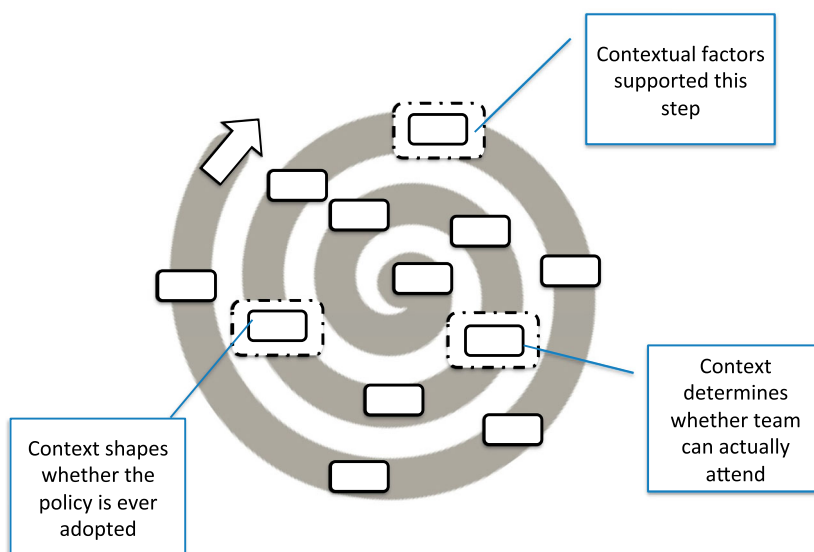 Contextual factors
supported this
step
Context
determines
whether team
can actually
attend
Context shapes
whether the
policy is ever
adopted